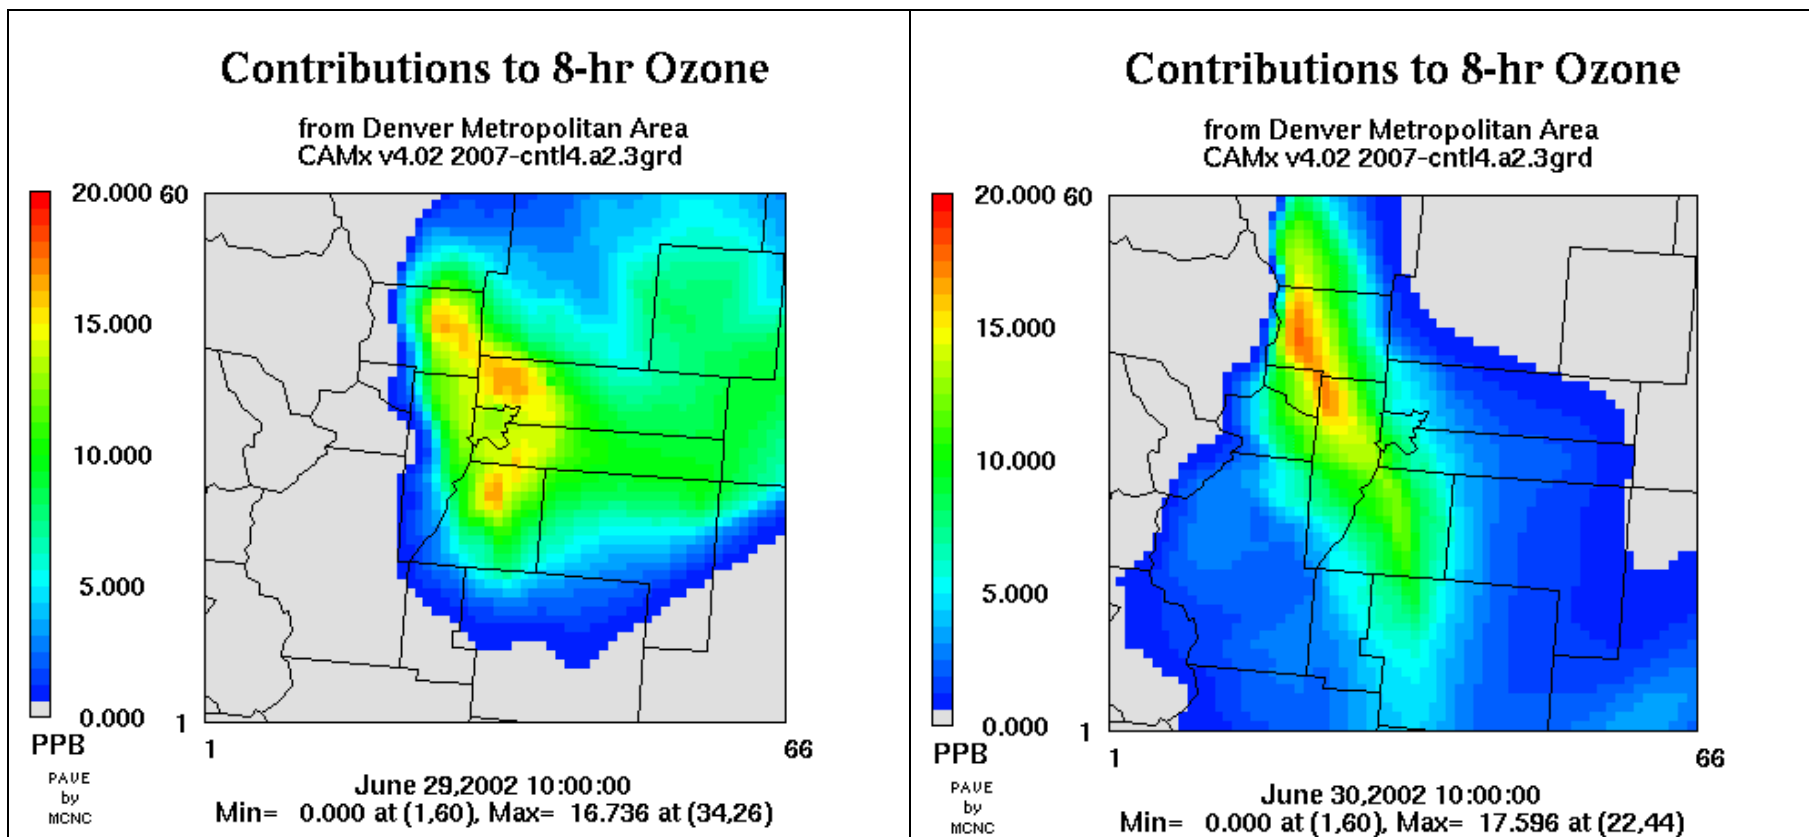 Contributions to 8-hr Ozone
from Denver Metropolitan Area
CAMx v4.02 2007-cntl4.a2.3grd
20.000
15.000
10.000
5.000
0.000
PPB
PAVE
by
MCNC
60
1
1
66
June 29,2002 10:00:00
Min= 0.000 at (1,60), Max= 16.736 at (34,26)
Contributions to 8-hr Ozone
from Denver Metropolitan Area
CAMx v4.02 2007-cntl4.a2.3grd
20.000
15.000
10.000
5.000
0.000
PPB
PAVE
by
MCNC
60
1
1
66
June 30,2002 10:00:00
Min= 0.000 at (1,60), Max= 17.596 at (22,44)